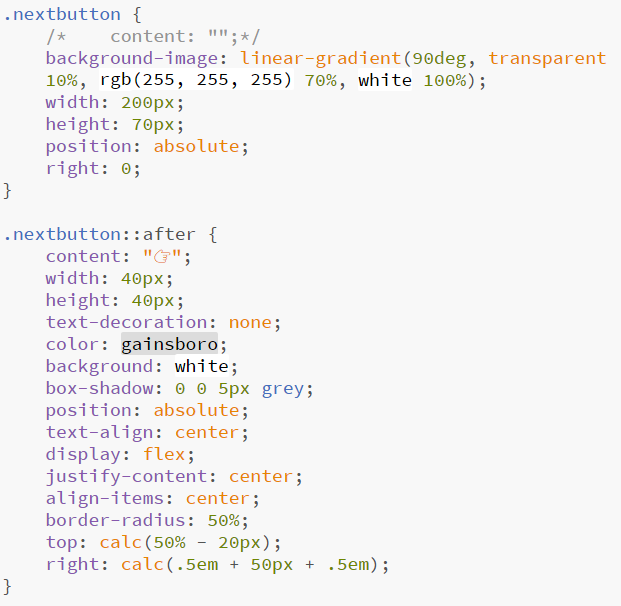 .nextbutton {
    /*    content: "";*/
    background-image: linear-gradient(90deg, transparent
10%, rgb(255, 255, 255) 70%, white 100%);
    width: 200px;
    height: 70px;
    position: absolute;
    right: 0;
}

.nextbutton::after {
    content: "☞";
    width: 40px;
    height: 40px;
    text-decoration: none;
    color: gainsboro;
    background: white;
    box-shadow: 0 0 5px grey;
    position: absolute;
    text-align: center;
    display: flex;
    justify-content: center;
    align-items: center;
    border-radius: 50%;
    top: calc(50% - 20px);
    right: calc(.5em + 50px + .5em);
}